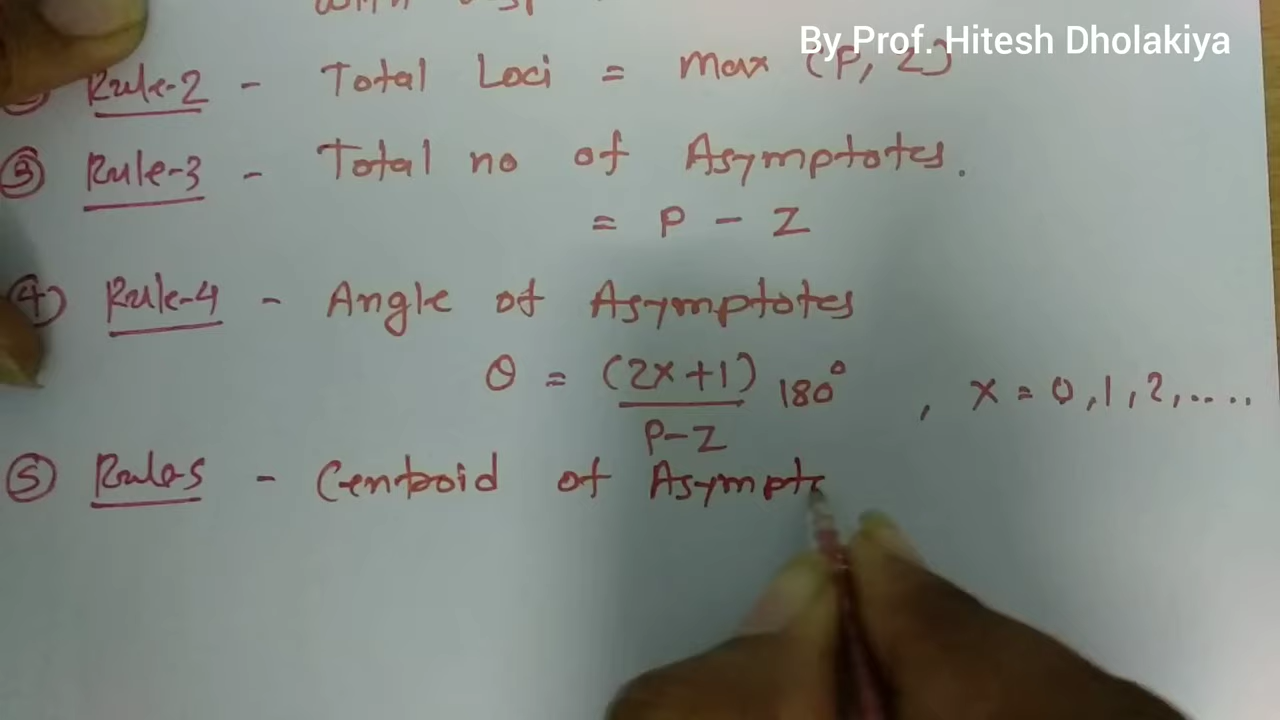 By Prof. Hitesh Dholakiya
Rule-2 - Total Loci = max (P, Z)
③ Rule-3 - Total no of Asymptotes.
= P - Z
④ Rule-4 - Angle of Asymptotes
θ = (2x+1)/(P-Z) 180° , x = 0,1,2,....
⑤ Rule5 - Centroid of Asympto